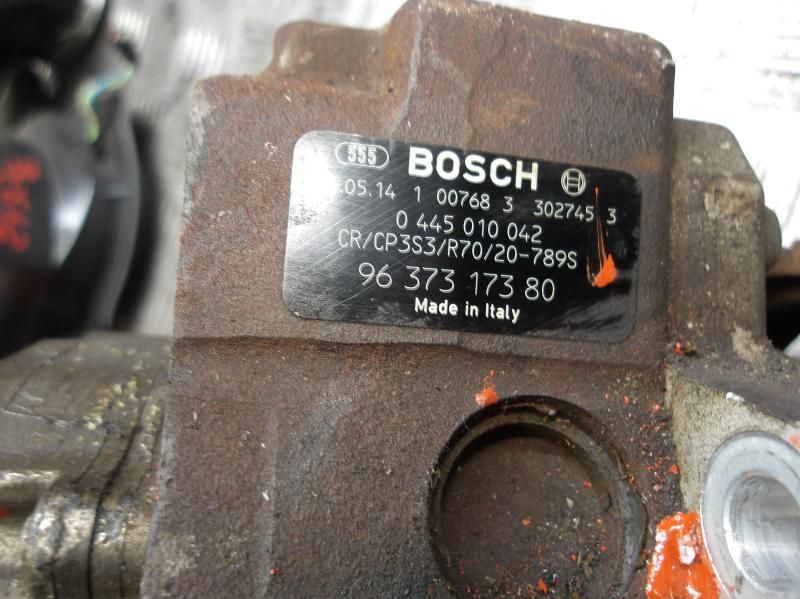 555 BOSCH
.05.14 1 00768 3 302745 3
0 445 010 042
CR/CP3S3/R70/20-789S
96 373 173 80
Made in Italy